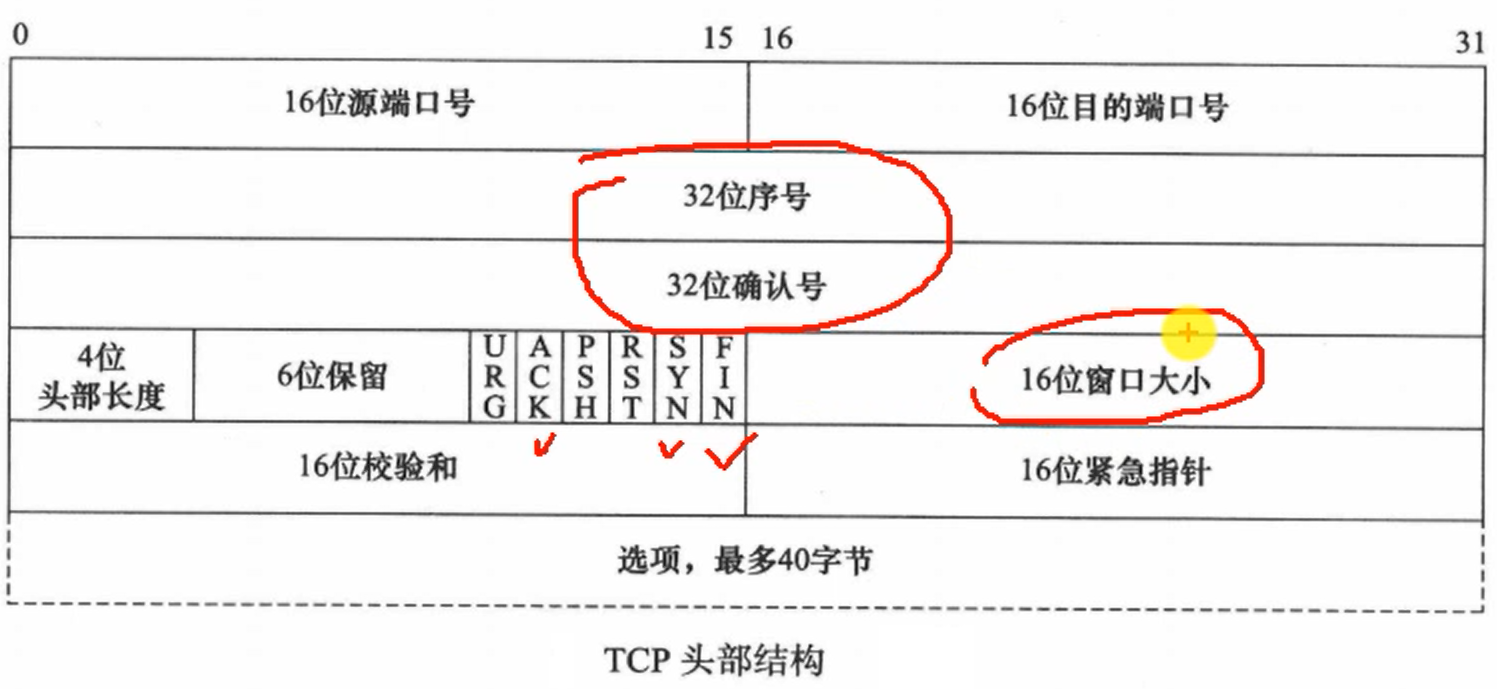 0 15 16 31
16位源端口号 16位目的端口号
32位序号
32位确认号
4位
头部长度
6位保留
URG
ACK
PSH
RST
SYN
FIN
16位窗口大小
16位校验和 16位紧急指针
选项，最多40字节
TCP 头部结构